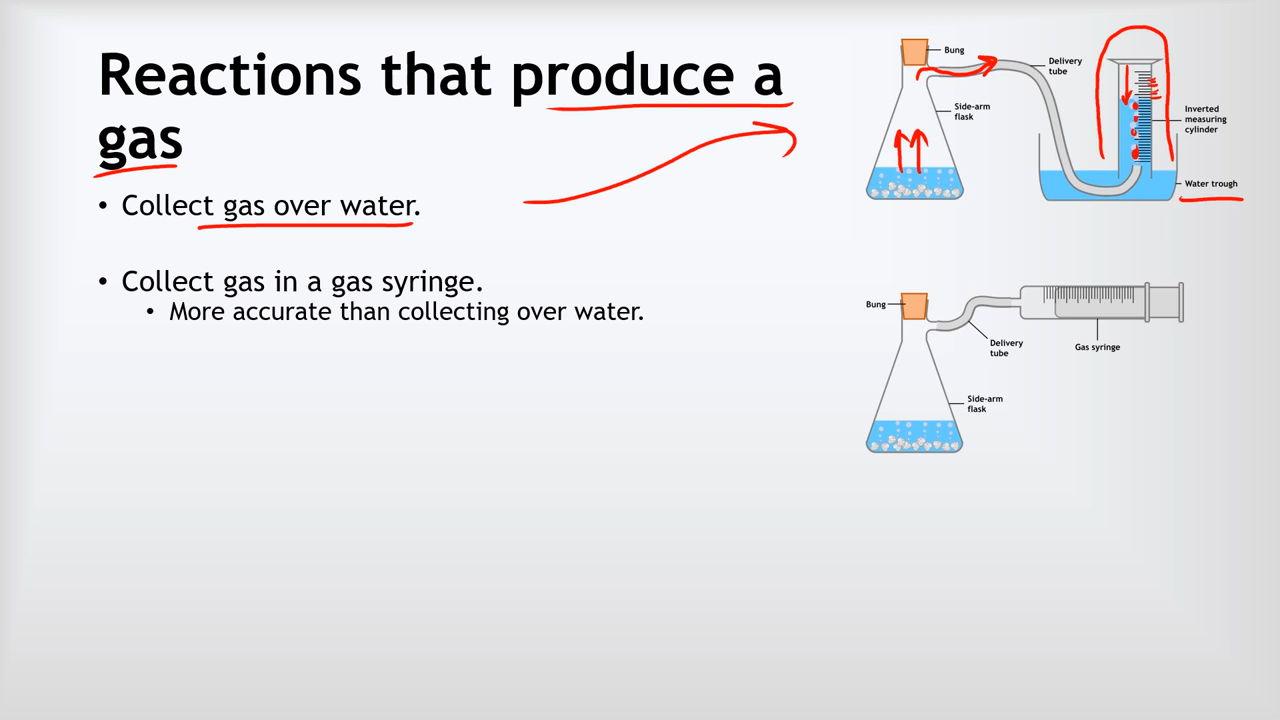 Reactions that produce a
gas
• Collect gas over water.
• Collect gas in a gas syringe.
• More accurate than collecting over water.
Bung
Delivery
tube
Side-arm
flask
Inverted
measuring
cylinder
Water trough
Bung
Delivery
tube
Gas syringe
Side-arm
flask